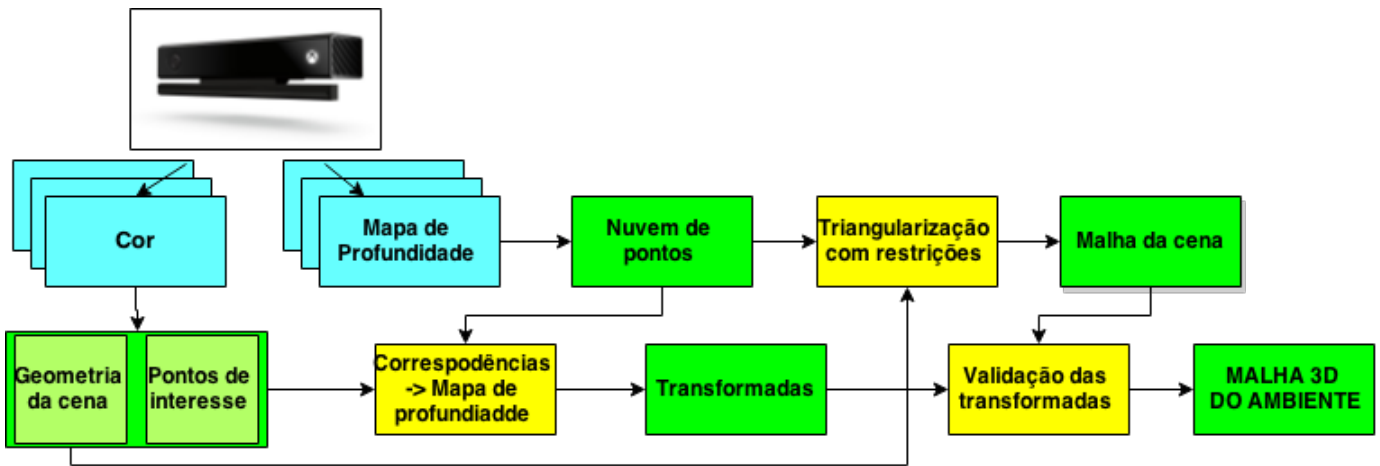 Cor
Mapa de
Profundidade
Nuvem de
pontos
Triangularização
com restrições
Malha da cena
Geometria
da cena
Pontos de
interesse
Correspodências
-> Mapa de
profundiadde
Transformadas
Validação das
transformadas
MALHA 3D
DO AMBIENTE